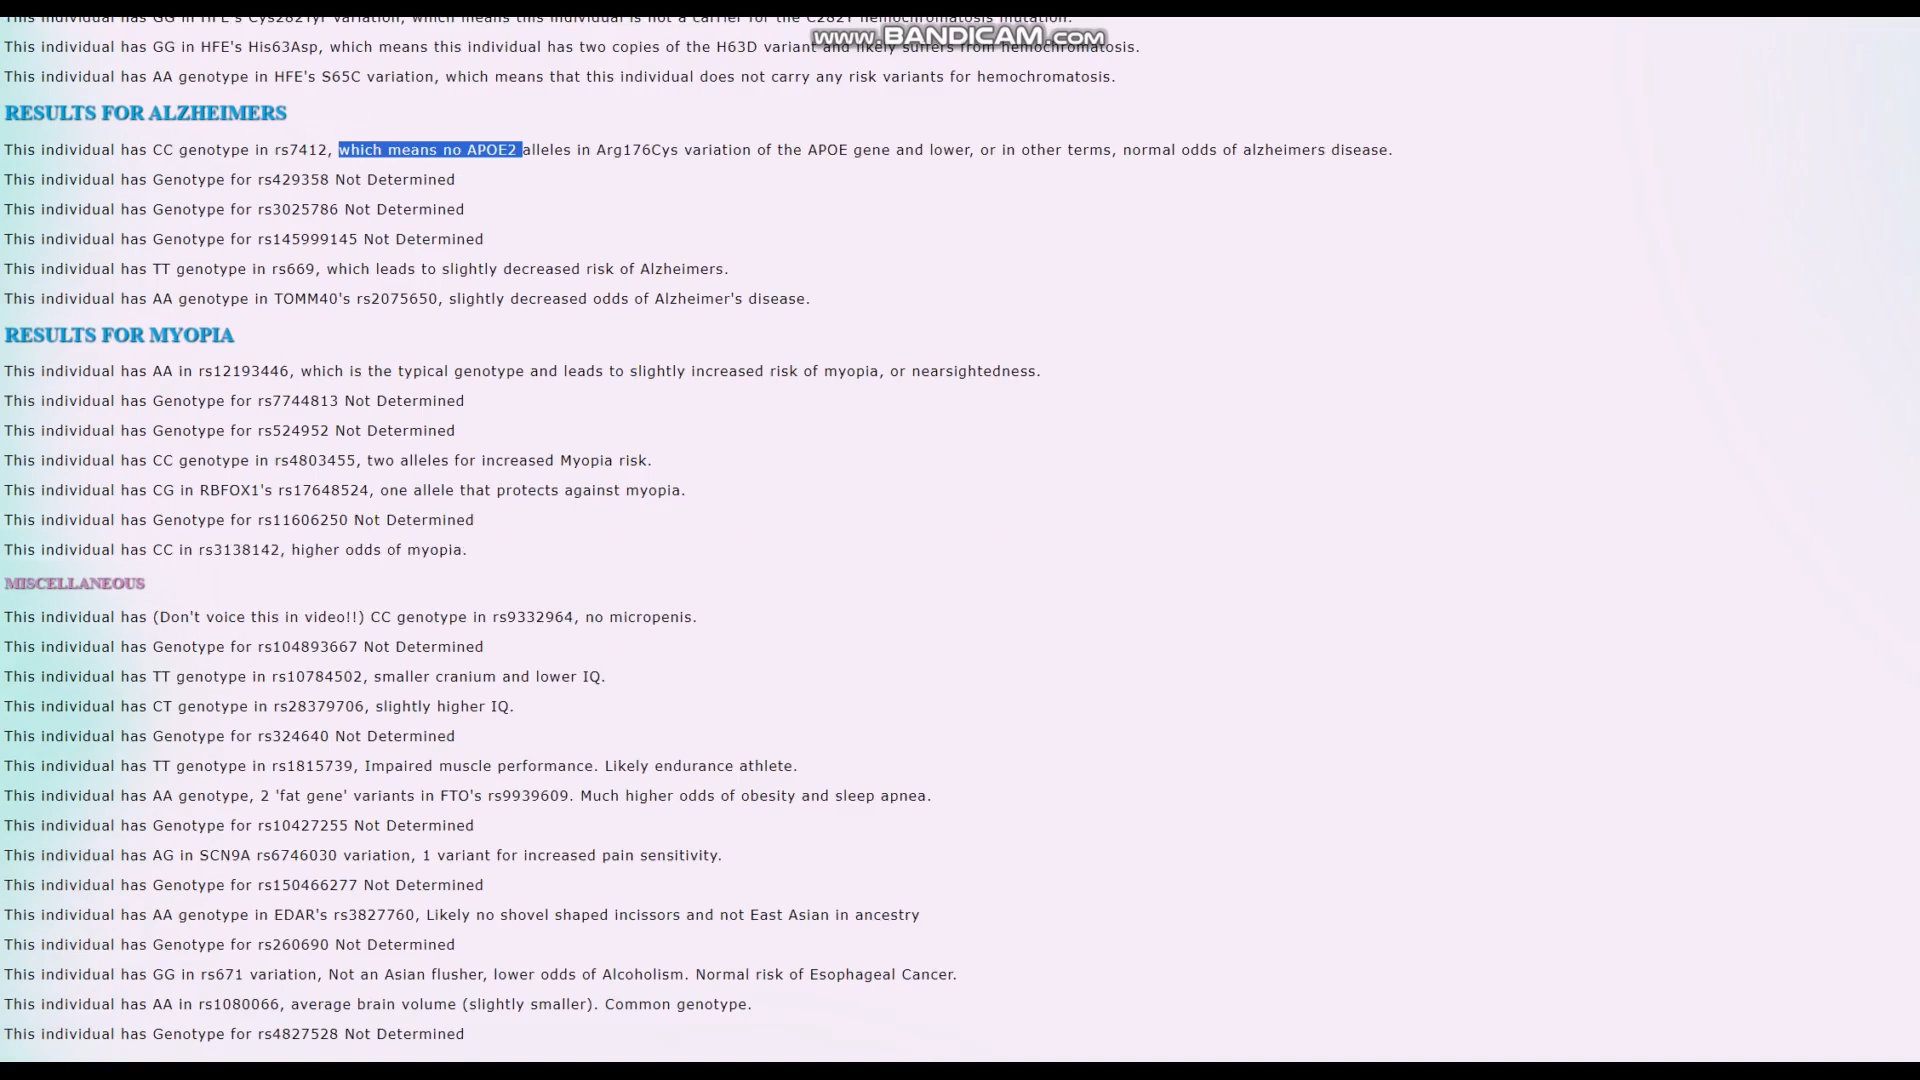 This individual has GG in HFE's Cys282Tyr variation, which means this individual is not a carrier for the C282Y hemochromatosis mutation.
www.BANDICAM.com
This individual has GG in HFE's His63Asp, which means this individual has two copies of the H63D variant and likely suffers from hemochromatosis.
This individual has AA genotype in HFE's S65C variation, which means that this individual does not carry any risk variants for hemochromatosis.
RESULTS FOR ALZHEIMERS
This individual has CC genotype in rs7412, which means no APOE2 alleles in Arg176Cys variation of the APOE gene and lower, or in other terms, normal odds of alzheimers disease.
This individual has Genotype for rs429358 Not Determined
This individual has Genotype for rs3025786 Not Determined
This individual has Genotype for rs145999145 Not Determined
This individual has TT genotype in rs669, which leads to slightly decreased risk of Alzheimers.
This individual has AA genotype in TOMM40's rs2075650, slightly decreased odds of Alzheimer's disease.
RESULTS FOR MYOPIA
This individual has AA in rs12193446, which is the typical genotype and leads to slightly increased risk of myopia, or nearsightedness.
This individual has Genotype for rs7744813 Not Determined
This individual has Genotype for rs524952 Not Determined
This individual has CC genotype in rs4803455, two alleles for increased Myopia risk.
This individual has CG in RBFOX1's rs17648524, one allele that protects against myopia.
This individual has Genotype for rs11606250 Not Determined
This individual has CC in rs3138142, higher odds of myopia.
MISCELLANEOUS
This individual has (Don't voice this in video!!) CC genotype in rs9332964, no micropenis.
This individual has Genotype for rs104893667 Not Determined
This individual has TT genotype in rs10784502, smaller cranium and lower IQ.
This individual has CT genotype in rs28379706, slightly higher IQ.
This individual has Genotype for rs324640 Not Determined
This individual has TT genotype in rs1815739, Impaired muscle performance. Likely endurance athlete.
This individual has AA genotype, 2 'fat gene' variants in FTO's rs9939609. Much higher odds of obesity and sleep apnea.
This individual has Genotype for rs10427255 Not Determined
This individual has AG in SCN9A rs6746030 variation, 1 variant for increased pain sensitivity.
This individual has Genotype for rs150466277 Not Determined
This individual has AA genotype in EDAR's rs3827760, Likely no shovel shaped incissors and not East Asian in ancestry
This individual has Genotype for rs260690 Not Determined
This individual has GG in rs671 variation, Not an Asian flusher, lower odds of Alcoholism. Normal risk of Esophageal Cancer.
This individual has AA in rs1080066, average brain volume (slightly smaller). Common genotype.
This individual has Genotype for rs4827528 Not Determined